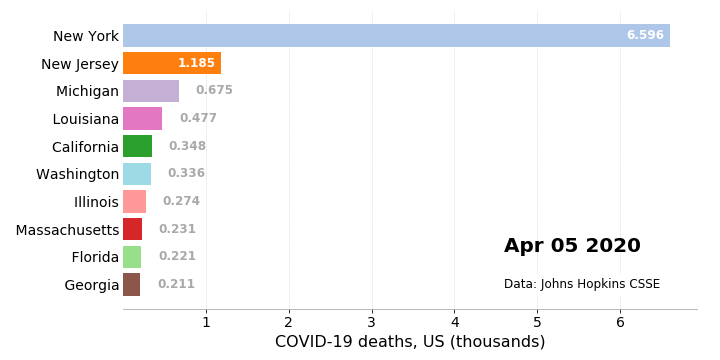 New York 6.596
New Jersey 1.185
Michigan 0.675
Louisiana 0.477
California 0.348
Washington 0.336
Illinois 0.274
Massachusetts 0.231
Florida 0.221
Georgia 0.211
Apr 05 2020
Data: Johns Hopkins CSSE
1 2 3 4 5 6
COVID-19 deaths, US (thousands)